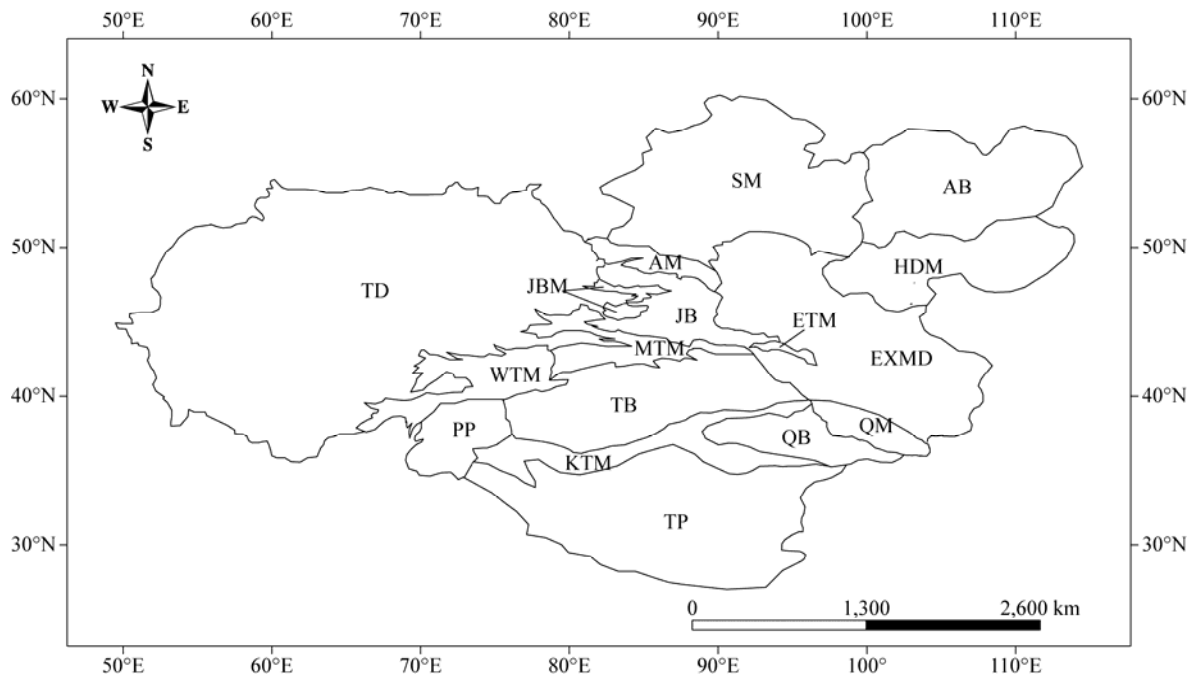 50°E 60°E 70°E 80°E 90°E 100°E 110°E
60°N 60°N
N
W E
S
SM
AB
50°N 50°N
AM
HDM
JBM
TD
JB
ETM
MTM
EXMD
WTM
40°N 40°N
TB
PP
QM
QB
KTM
TP
30°N 30°N
0 1,300 2,600 km
50°E 60°E 70°E 80°E 90°E 100° 110°E